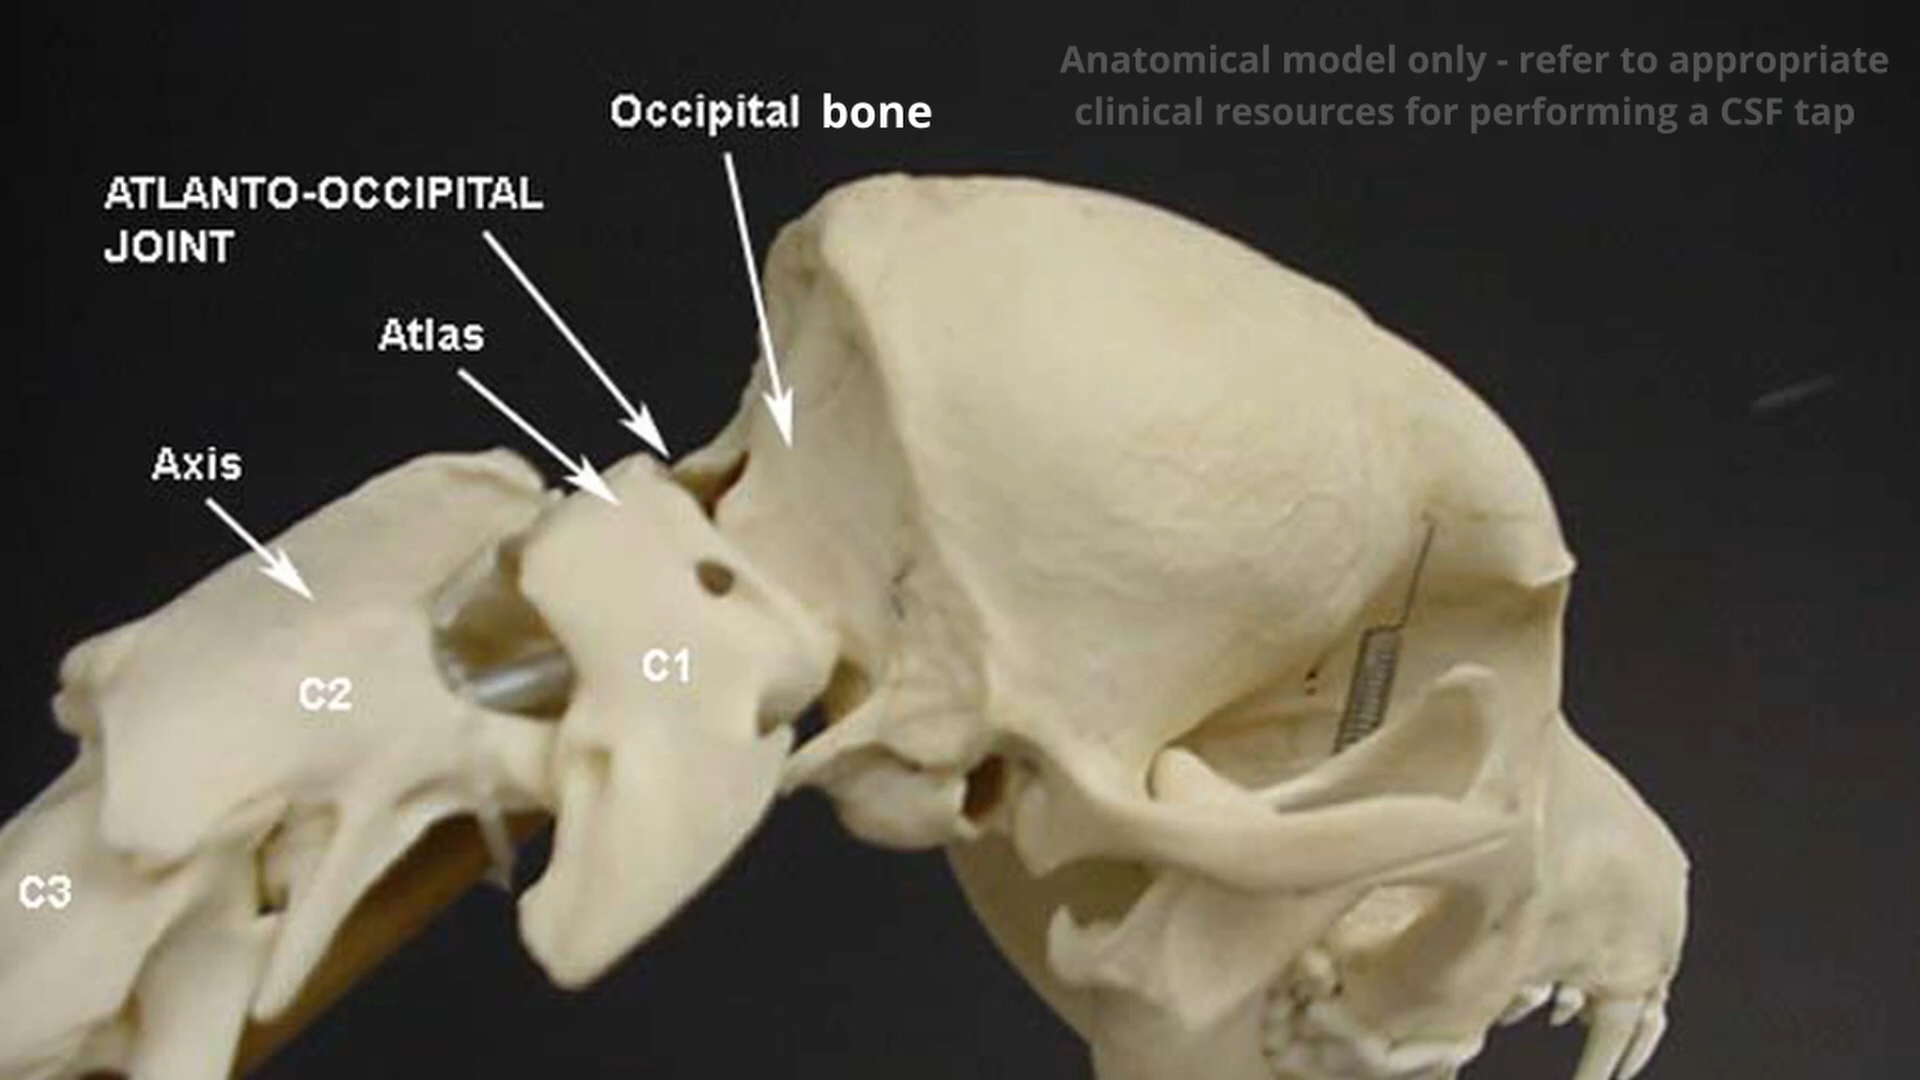 Anatomical model only - refer to appropriate
clinical resources for performing a CSF tap
Occipital bone
ATLANTO-OCCIPITAL
JOINT
Atlas
Axis
C1
C2
C3